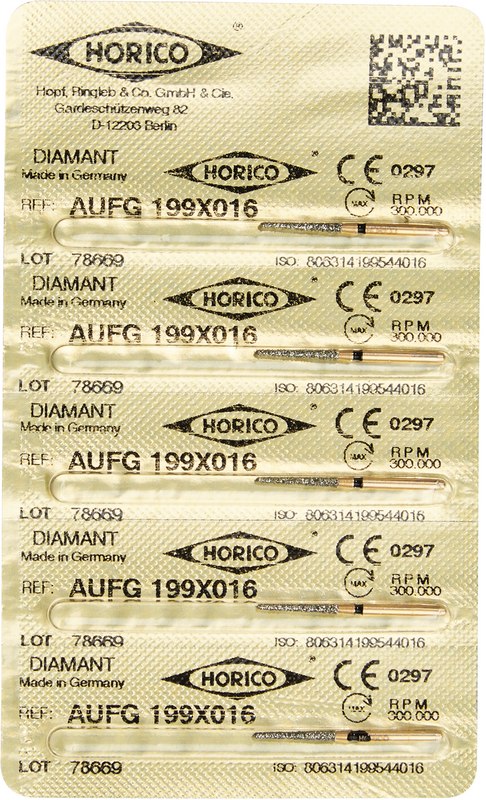 HORICO ®
Hopf, Ringleb & Co. GmbH & Cie.
Gardeschützenweg 82
D-12203 Berlin
DIAMANT HORICO ® CE 0297
Made in Germany
REF: AUFG 199X016 MAX RPM 300.000
LOT 78669 ISO: 806314199544016
DIAMANT HORICO ® CE 0297
Made in Germany
REF: AUFG 199X016 MAX RPM 300.000
LOT 78669 ISO: 806314199544016
DIAMANT HORICO ® CE 0297
Made in Germany
REF: AUFG 199X016 MAX RPM 300.000
LOT 78669 ISO: 806314199544016
DIAMANT HORICO ® CE 0297
Made in Germany
REF: AUFG 199X016 MAX RPM 300.000
LOT 78669 ISO: 806314199544016
DIAMANT HORICO ® CE 0297
Made in Germany
REF: AUFG 199X016 MAX RPM 300.000
LOT 78669 ISO: 806314199544016